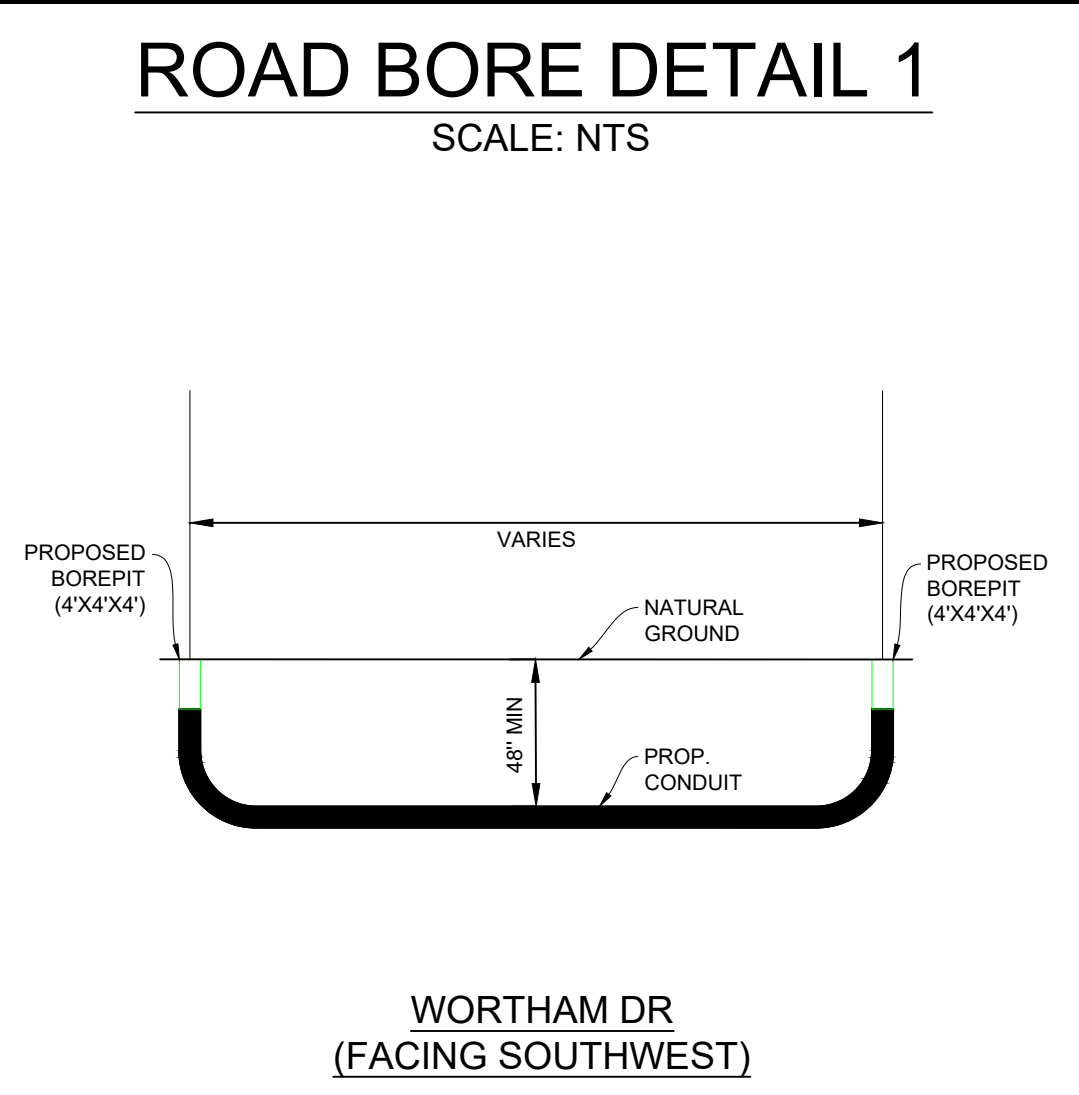 ROAD BORE DETAIL 1
SCALE: NTS
VARIES
PROPOSED
BOREPIT
(4'X4'X4')
PROPOSED
BOREPIT
(4'X4'X4')
NATURAL
GROUND
48" MIN
PROP.
CONDUIT
WORTHAM DR
(FACING SOUTHWEST)